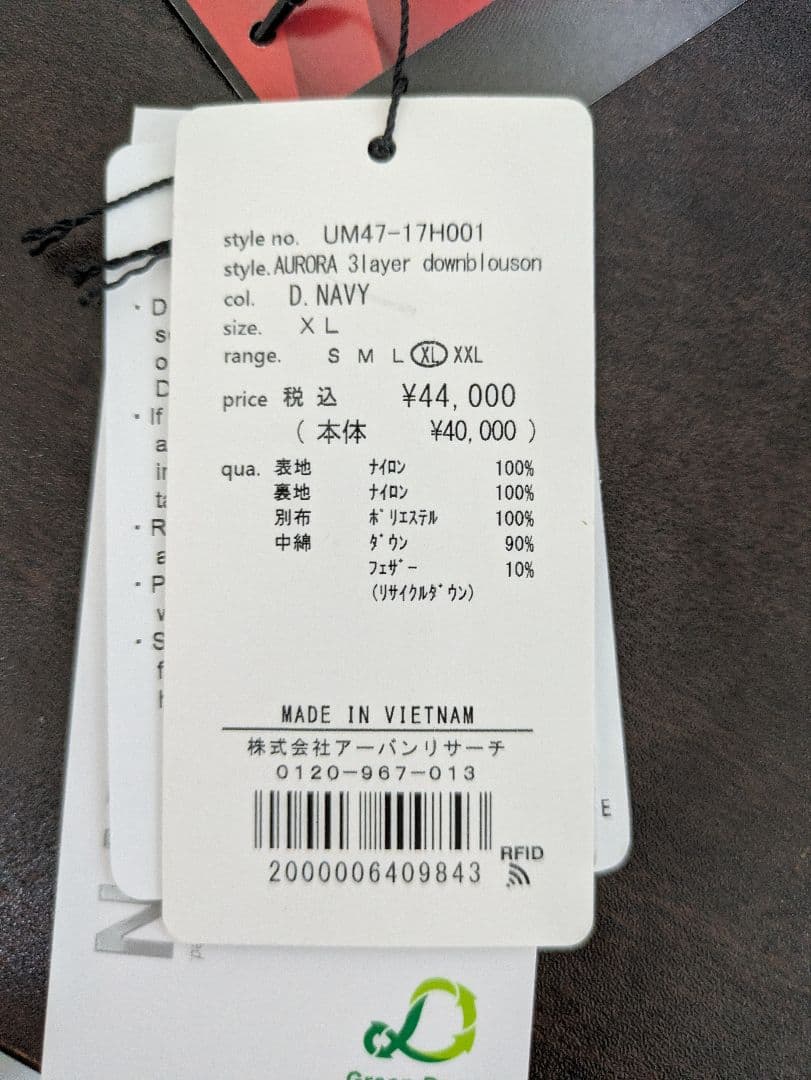 style no. UM47-17H001
style. AURORA 3layer downblouson
col. D.NAVY
size. XL
range. S M L XL XXL
price 税込 ¥44,000
( 本体 ¥40,000 )
qua. 表地 ﾅｲﾛﾝ 100%
裏地 ﾅｲﾛﾝ 100%
別布 ﾎﾟﾘｴｽﾃﾙ 100%
中綿 ﾀﾞｳﾝ 90%
ﾌｪｻﾞｰ 10%
(ﾘｻｲｸﾙﾀﾞｳﾝ)
MADE IN VIETNAM
株式会社アーバンリサーチ
0120-967-013
2000006409843
RFID